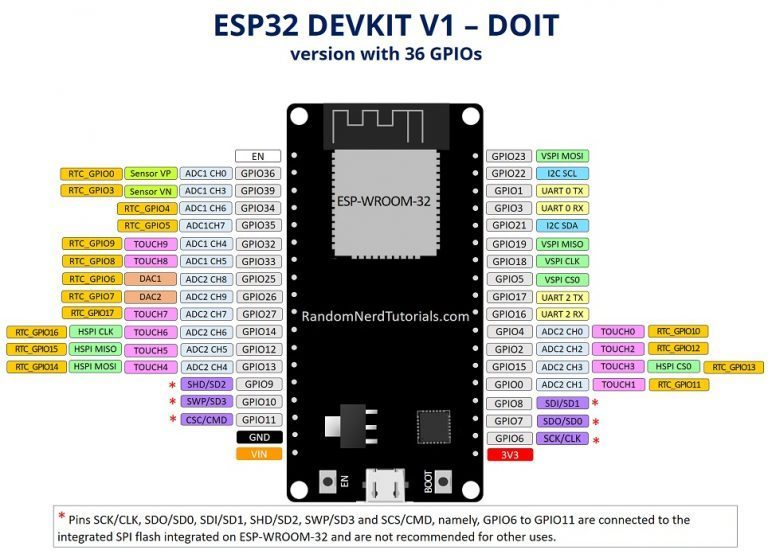 ESP32 DEVKIT V1 – DOIT
version with 36 GPIOs
EN GPIO23 VSPI MOSI
RTC_GPIO0 Sensor VP ADC1 CH0 GPIO36 GPIO22 I2C SCL
RTC_GPIO3 Sensor VN ADC1 CH3 GPIO39 GPIO1 UART 0 TX
RTC_GPIO4 ADC1 CH6 GPIO34 ESP-WROOM-32 GPIO3 UART 0 RX
RTC_GPIO5 ADC1CH7 GPIO35 GPIO21 I2C SDA
RTC_GPIO9 TOUCH9 ADC1 CH4 GPIO32 GPIO19 VSPI MISO
RTC_GPIO8 TOUCH8 ADC1 CH5 GPIO33 GPIO18 VSPI CLK
RTC_GPIO6 DAC1 ADC2 CH8 GPIO25 GPIO5 VSPI CS0
RTC_GPIO7 DAC2 ADC2 CH9 GPIO26 GPIO17 UART 2 TX
RTC_GPIO17 TOUCH7 ADC2 CH7 GPIO27 RandomNerdTutorials.com GPIO16 UART 2 RX
RTC_GPIO16 HSPI CLK TOUCH6 ADC2 CH6 GPIO14 GPIO4 ADC2 CH0 TOUCH0 RTC_GPIO10
RTC_GPIO15 HSPI MISO TOUCH5 ADC2 CH5 GPIO12 GPIO2 ADC2 CH2 TOUCH2 RTC_GPIO12
RTC_GPIO14 HSPI MOSI TOUCH4 ADC2 CH4 GPIO13 GPIO15 ADC2 CH3 TOUCH3 HSPI CS0 RTC_GPIO13
* SHD/SD2 GPIO9 GPIO0 ADC2 CH1 TOUCH1 RTC_GPIO11
* SWP/SD3 GPIO10 GPIO8 SDI/SD1 *
* CSC/CMD GPIO11 GPIO7 SDO/SD0 *
GND GPIO6 SCK/CLK *
VIN 3V3
EN BOOT
* Pins SCK/CLK, SDO/SD0, SDI/SD1, SHD/SD2, SWP/SD3 and SCS/CMD, namely, GPIO6 to GPIO11 are connected to the
integrated SPI flash integrated on ESP-WROOM-32 and are not recommended for other uses.